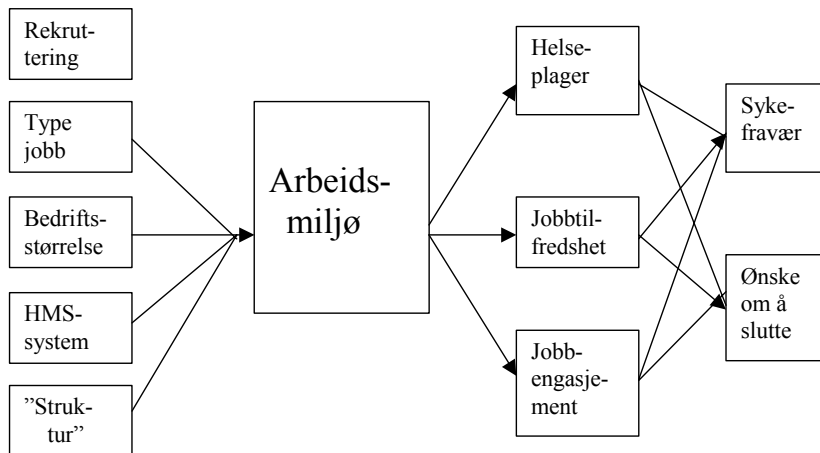 Rekrut-
tering
Type
jobb
Bedrifts-
størrelse
HMS-
system
”Struk-
tur”
Arbeids-
miljø
Helse-
plager
Jobbtil-
fredshet
Jobb-
engasje-
ment
Syke-
fravær
Ønske
om å
slutte